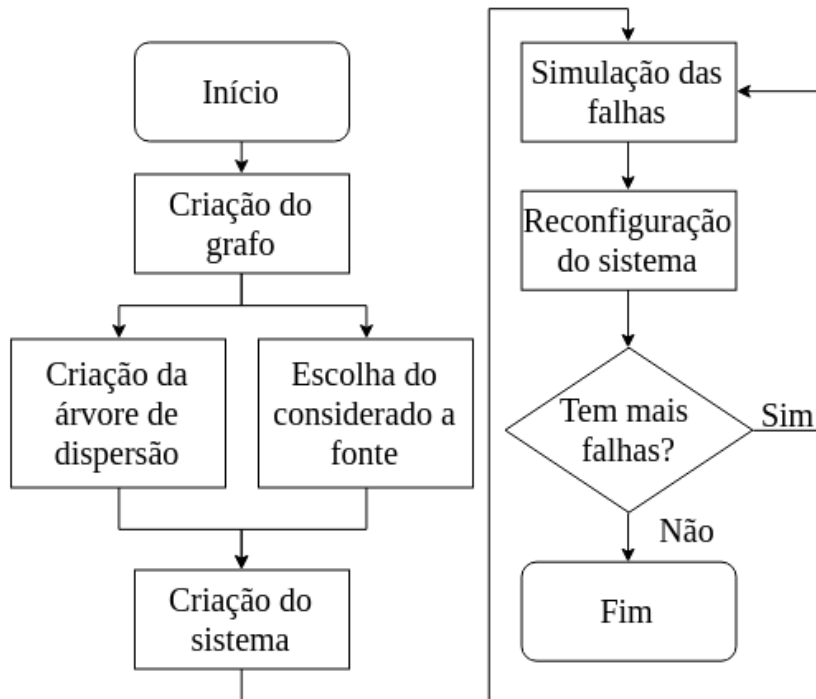 Início
Criação do
grafo
Criação da
árvore de
dispersão
Escolha do
considerado a
fonte
Criação do
sistema
Simulação das
falhas
Reconfiguração
do sistema
Tem mais
falhas?
Sim
Não
Fim